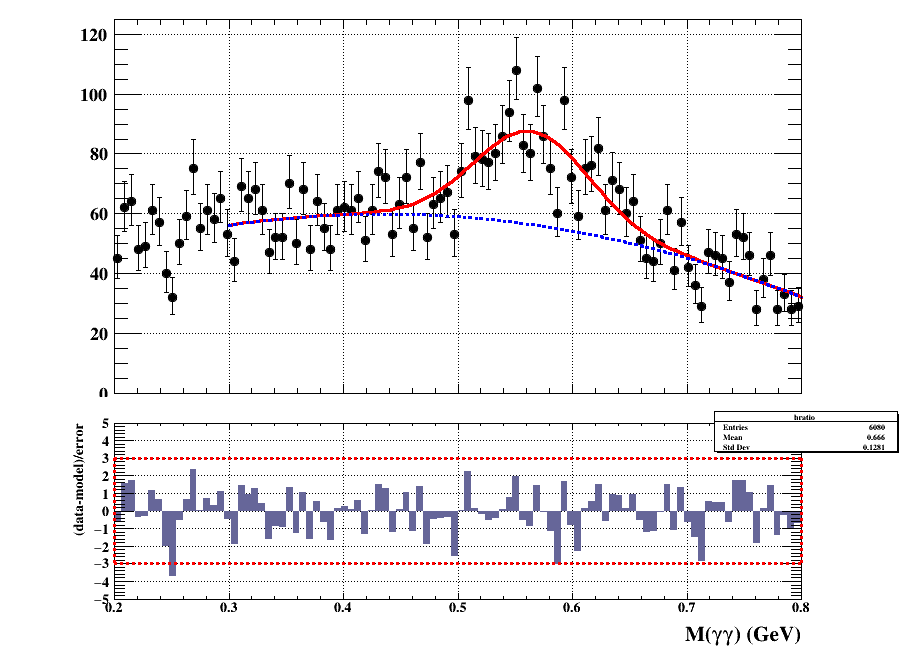 120
100
80
60
40
20
0
hratio
Entries 6080
Mean 0.666
Std Dev 0.1281
(data-model)/error
5
4
3
2
1
0
−1
−2
−3
−4
−5
0.2 0.3 0.4 0.5 0.6 0.7 0.8
M(γγ) (GeV)